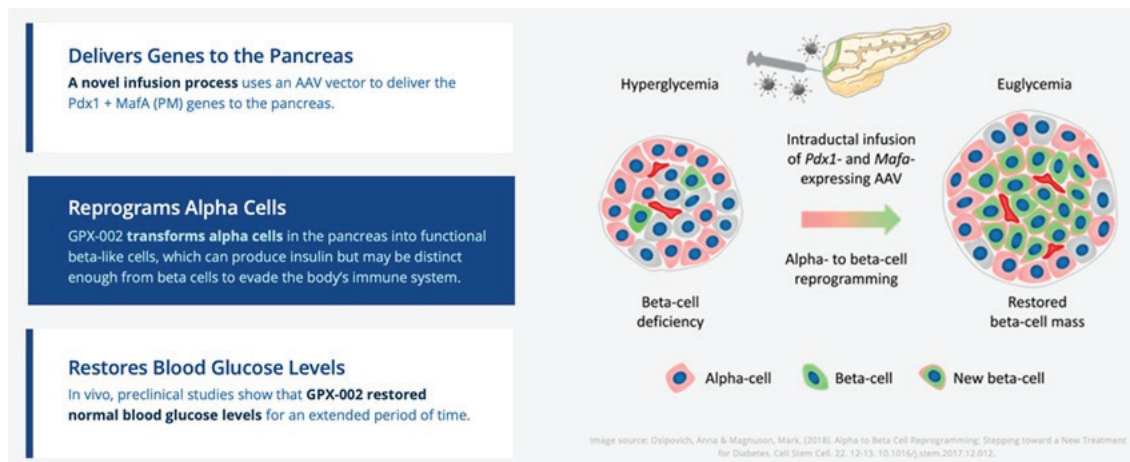 Delivers Genes to the Pancreas
A novel infusion process uses an AAV vector to deliver the
Pdx1 + MafA (PM) genes to the pancreas.
Reprograms Alpha Cells
GPX-002 transforms alpha cells in the pancreas into functional
beta-like cells, which can produce insulin but may be distinct
enough from beta cells to evade the body’s immune system.
Restores Blood Glucose Levels
In vivo, preclinical studies show that GPX-002 restored
normal blood glucose levels for an extended period of time.
Hyperglycemia
Euglycemia
Intraductal infusion
of Pdx1- and Mafa-
expressing AAV
Alpha- to beta-cell
reprogramming
Beta-cell
deficiency
Restored
beta-cell mass
Alpha-cell
Beta-cell
New beta-cell
Image source: Osipovich, Anna & Magnuson, Mark. (2018). Alpha to Beta Cell Reprogramming: Stepping toward a New Treatment
for Diabetes. Cell Stem Cell. 22. 12-13. 10.1016/j.stem.2017.12.012.